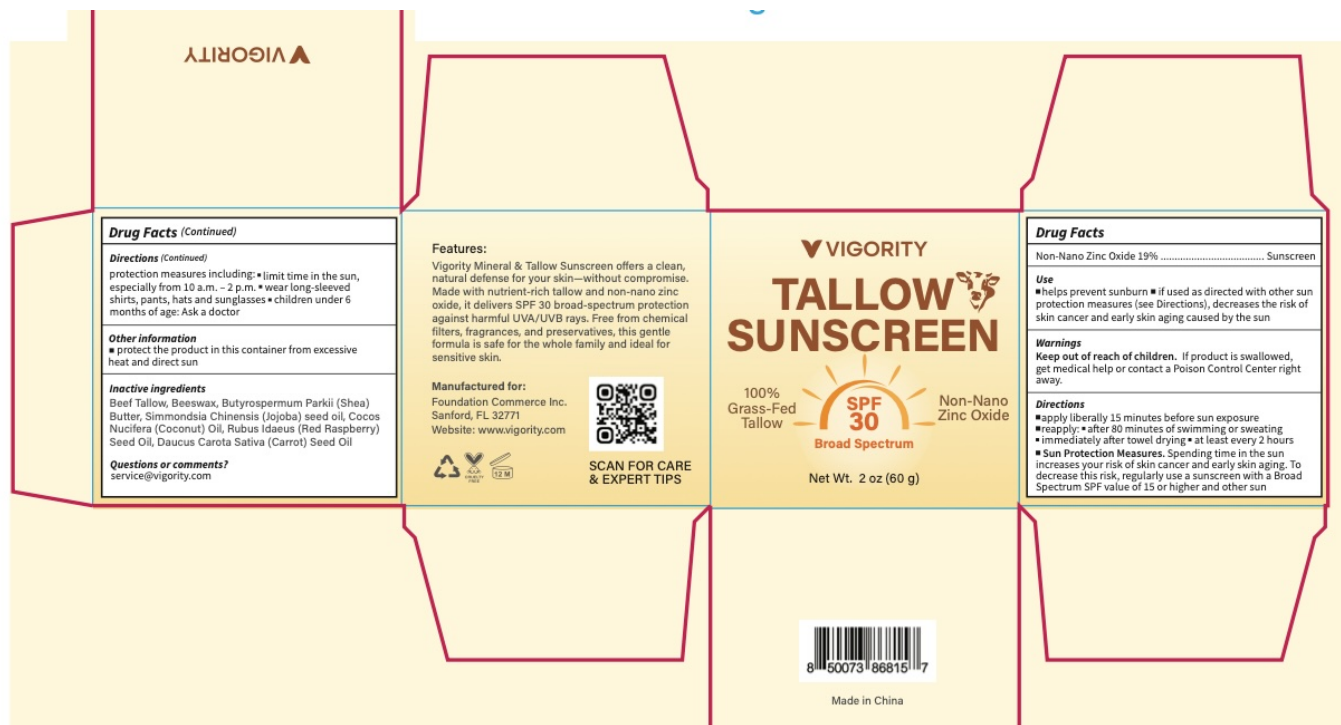 VIGORITY
Drug Facts (Continued)
Directions (Continued)
protection measures including: ▪ limit time in the sun,
especially from 10 a.m. – 2 p.m. ▪ wear long-sleeved
shirts, pants, hats and sunglasses ▪ children under 6
months of age: Ask a doctor
Other information
▪ protect the product in this container from excessive
heat and direct sun
Inactive ingredients
Beef Tallow, Beeswax, Butyrospermum Parkii (Shea)
Butter, Simmondsia Chinensis (Jojoba) seed oil, Cocos
Nucifera (Coconut) Oil, Rubus Idaeus (Red Raspberry)
Seed Oil, Daucus Carota Sativa (Carrot) Seed Oil
Questions or comments?
service@vigority.com
Features:
Vigority Mineral & Tallow Sunscreen offers a clean,
natural defense for your skin—without compromise.
Made with nutrient-rich tallow and non-nano zinc
oxide, it delivers SPF 30 broad-spectrum protection
against harmful UVA/UVB rays. Free from chemical
filters, fragrances, and preservatives, this gentle
formula is safe for the whole family and ideal for
sensitive skin.
Manufactured for:
Foundation Commerce Inc.
Sanford, FL 32771
Website: www.vigority.com
CRUELTY
FREE
12 M
SCAN FOR CARE
& EXPERT TIPS
VIGORITY
TALLOW
SUNSCREEN
100%
Grass-Fed
Tallow
SPF
30
Broad Spectrum
Non-Nano
Zinc Oxide
Net Wt. 2 oz (60 g)
Drug Facts
Non-Nano Zinc Oxide 19% .................................... Sunscreen
Use
▪ helps prevent sunburn ▪ if used as directed with other sun
protection measures (see Directions), decreases the risk of
skin cancer and early skin aging caused by the sun
Warnings
Keep out of reach of children. If product is swallowed,
get medical help or contact a Poison Control Center right
away.
Directions
▪ apply liberally 15 minutes before sun exposure
▪ reapply: ▪ after 80 minutes of swimming or sweating
▪ immediately after towel drying ▪ at least every 2 hours
▪ Sun Protection Measures. Spending time in the sun
increases your risk of skin cancer and early skin aging. To
decrease this risk, regularly use a sunscreen with a Broad
Spectrum SPF value of 15 or higher and other sun
8 50073 86815 7
Made in China